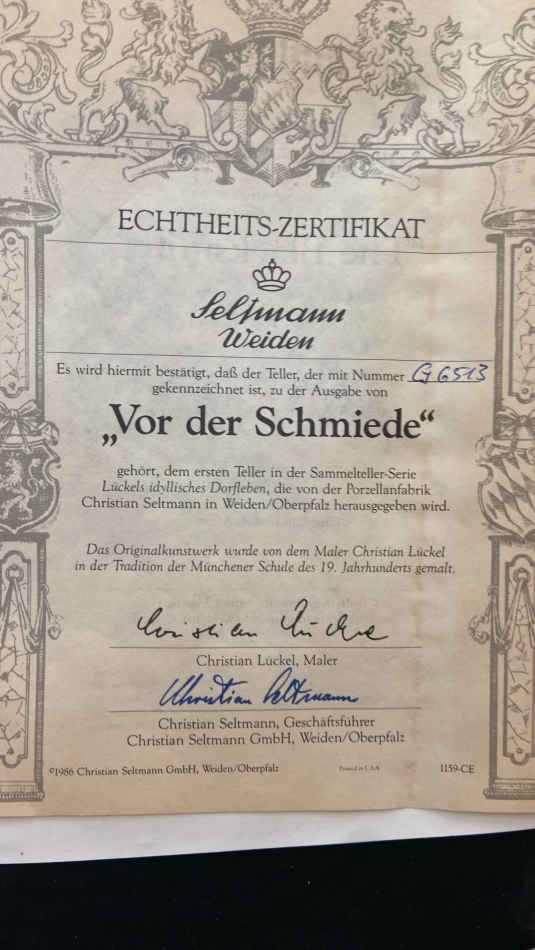 ECHTHEITS-ZERTIFIKAT
Seltmann
Weiden
Es wird hiermit bestätigt, daß der Teller, der mit Nummer G 6513
gekennzeichnet ist, zu der Ausgabe von
„Vor der Schmiede“
gehört, dem ersten Teller in der Sammelteller-Serie
Lückels idyllisches Dorfleben, die von der Porzellanfabrik
Christian Seltmann in Weiden/Oberpfalz herausgegeben wird.
Das Originalkunstwerk wurde von dem Maler Christian Lückel
in der Tradition der Münchener Schule des 19. Jahrhunderts gemalt.
Christian Lückel
Christian Lückel, Maler
Christian Seltmann
Christian Seltmann, Geschäftsführer
Christian Seltmann GmbH, Weiden/Oberpfalz
©1986 Christian Seltmann GmbH, Weiden/Oberpfalz
Printed in U.S.A.
1159-CE